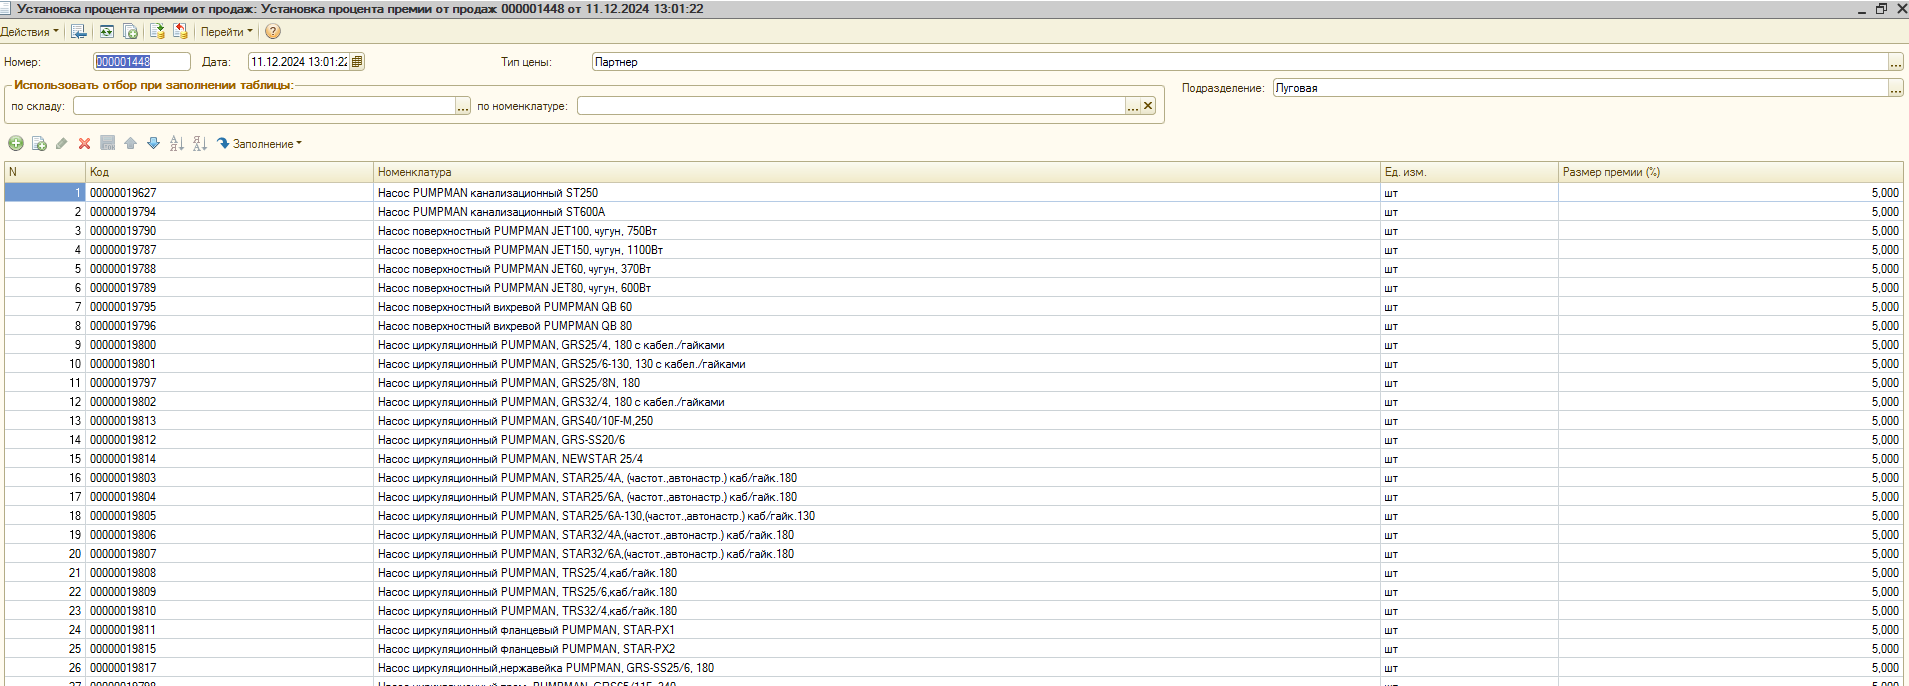 Установка процента премии от продаж: Установка процента премии от продаж 000001448 от 11.12.2024 13:01:22
Действия Перейти
Номер: 000001448 Дата: 11.12.2024 13:01:22 Тип цены: Партнер
Использовать отбор при заполнении таблицы:
по складу: по номенклатуре: Подразделение: Луговая
Заполнение
N Код Номенклатура Ед. изм. Размер премии (%)
1 00000019627 Насос PUMPMAN канализационный ST250 шт 5,000
2 00000019794 Насос PUMPMAN канализационный ST600A шт 5,000
3 00000019790 Насос поверхностный PUMPMAN JET100, чугун, 750Вт шт 5,000
4 00000019787 Насос поверхностный PUMPMAN JET150, чугун, 1100Вт шт 5,000
5 00000019788 Насос поверхностный PUMPMAN JET60, чугун, 370Вт шт 5,000
6 00000019789 Насос поверхностный PUMPMAN JET80, чугун, 600Вт шт 5,000
7 00000019795 Насос поверхностный вихревой PUMPMAN QB 60 шт 5,000
8 00000019796 Насос поверхностный вихревой PUMPMAN QB 80 шт 5,000
9 00000019800 Насос циркуляционный PUMPMAN, GRS25/4, 180 с кабел./гайками шт 5,000
10 00000019801 Насос циркуляционный PUMPMAN, GRS25/6-130, 130 с кабел./гайками шт 5,000
11 00000019797 Насос циркуляционный PUMPMAN, GRS25/8N, 180 шт 5,000
12 00000019802 Насос циркуляционный PUMPMAN, GRS32/4, 180 с кабел./гайками шт 5,000
13 00000019813 Насос циркуляционный PUMPMAN, GRS40/10F-M,250 шт 5,000
14 00000019812 Насос циркуляционный PUMPMAN, GRS-SS20/6 шт 5,000
15 00000019814 Насос циркуляционный PUMPMAN, NEWSTAR 25/4 шт 5,000
16 00000019803 Насос циркуляционный PUMPMAN, STAR25/4A, (частот.,автонастр.) каб/гайк.180 шт 5,000
17 00000019804 Насос циркуляционный PUMPMAN, STAR25/6A, (частот.,автонастр.) каб/гайк.180 шт 5,000
18 00000019805 Насос циркуляционный PUMPMAN, STAR25/6A-130,(частот.,автонастр.) каб/гайк.130 шт 5,000
19 00000019806 Насос циркуляционный PUMPMAN, STAR32/4A,(частот.,автонастр.) каб/гайк.180 шт 5,000
20 00000019807 Насос циркуляционный PUMPMAN, STAR32/6A,(частот.,автонастр.) каб/гайк.180 шт 5,000
21 00000019808 Насос циркуляционный PUMPMAN, TRS25/4,каб/гайк.180 шт 5,000
22 00000019809 Насос циркуляционный PUMPMAN, TRS25/6,каб/гайк.180 шт 5,000
23 00000019810 Насос циркуляционный PUMPMAN, TRS32/4,каб/гайк.180 шт 5,000
24 00000019811 Насос циркуляционный фланцевый PUMPMAN, STAR-PX1 шт 5,000
25 00000019815 Насос циркуляционный фланцевый PUMPMAN, STAR-PX2 шт 5,000
26 00000019817 Насос циркуляционный,нержавейка PUMPMAN, GRS-SS25/6, 180 шт 5,000